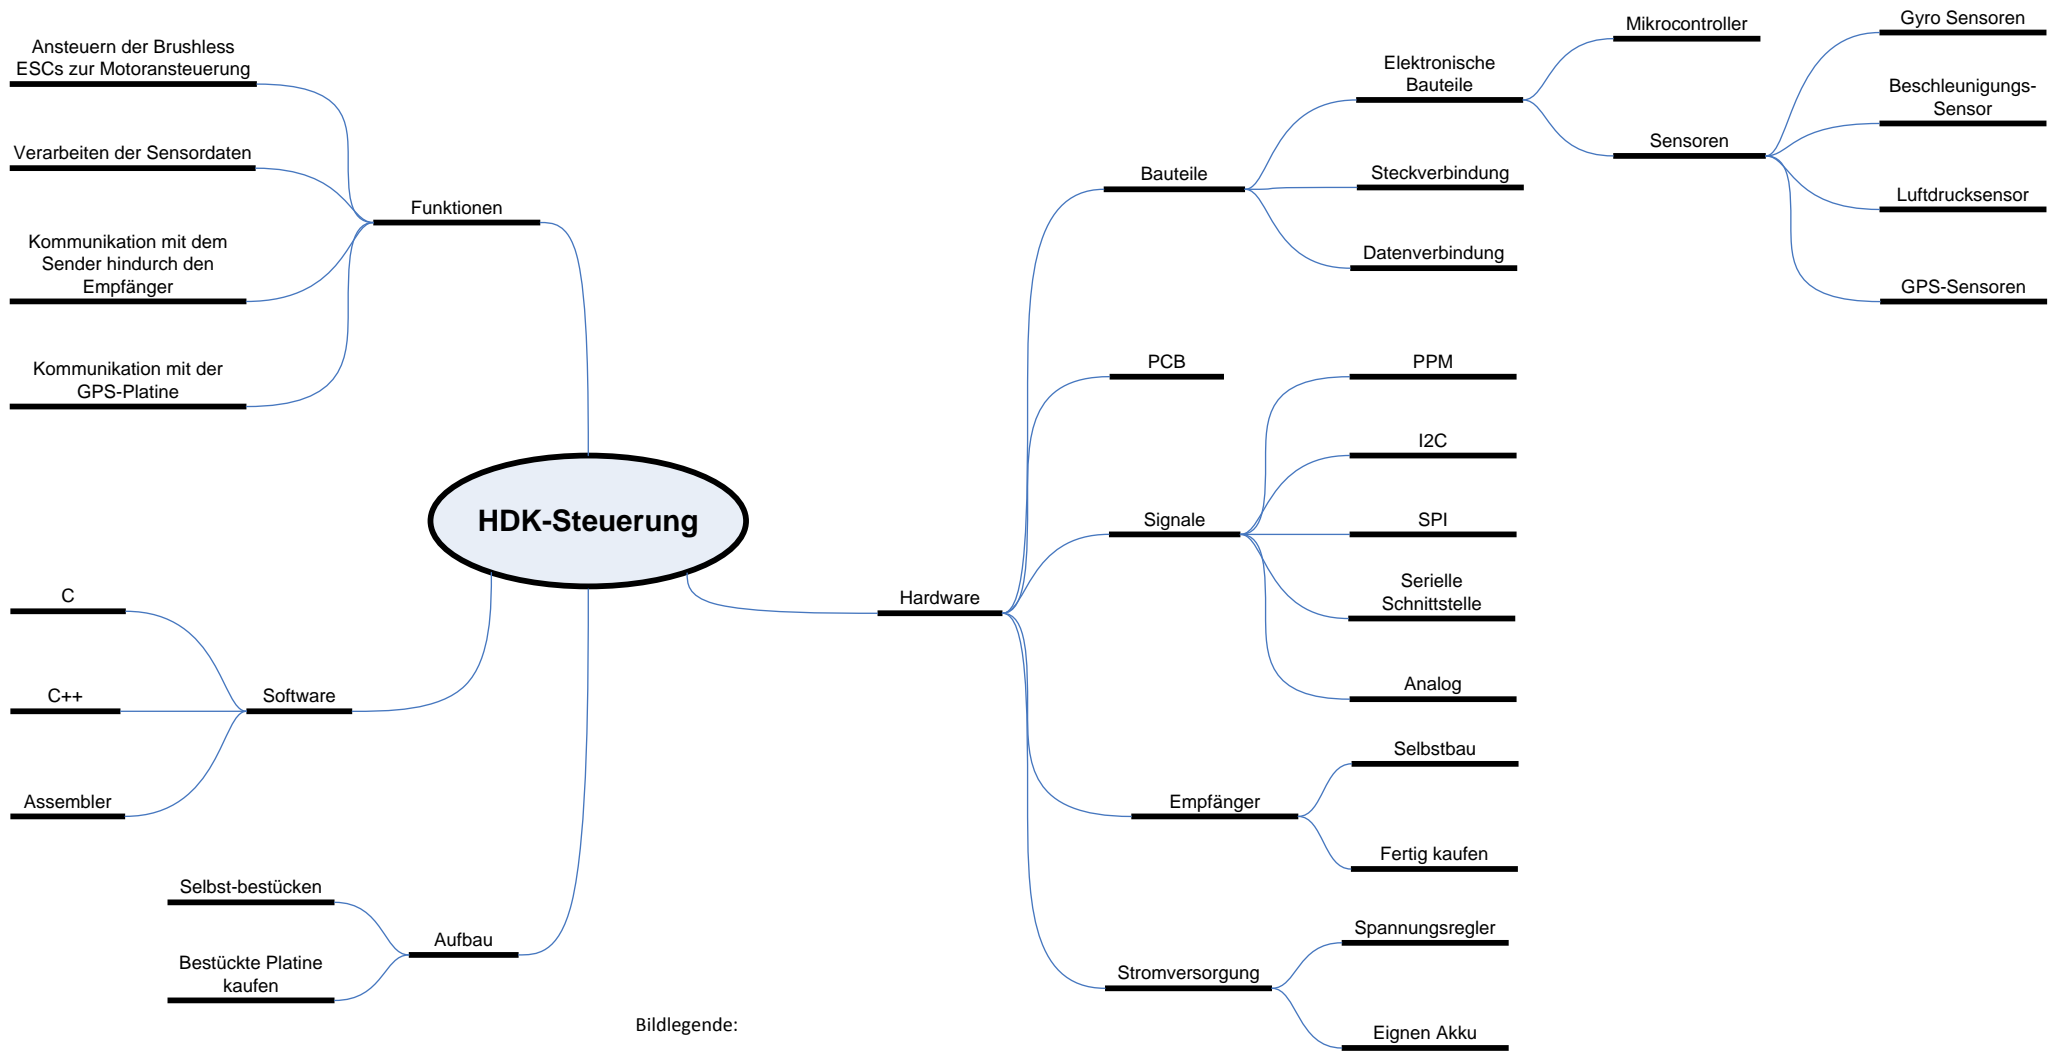 Ansteuern der Brushless
ESCs zur Motoransteuerung
Verarbeiten der Sensordaten
Funktionen
Kommunikation mit dem
Sender hindurch den
Empfänger
Kommunikation mit der
GPS-Platine
HDK-Steuerung
C
C++
Software
Assembler
Selbst-bestücken
Aufbau
Bestückte Platine
kaufen
Bildlegende:
Hardware
Bauteile
Elektronische
Bauteile
Mikrocontroller
Sensoren
Gyro Sensoren
Beschleunigungs-
Sensor
Luftdrucksensor
GPS-Sensoren
Steckverbindung
Datenverbindung
PCB
Signale
PPM
I2C
SPI
Serielle
Schnittstelle
Analog
Empfänger
Selbstbau
Fertig kaufen
Stromversorgung
Spannungsregler
Eignen Akku